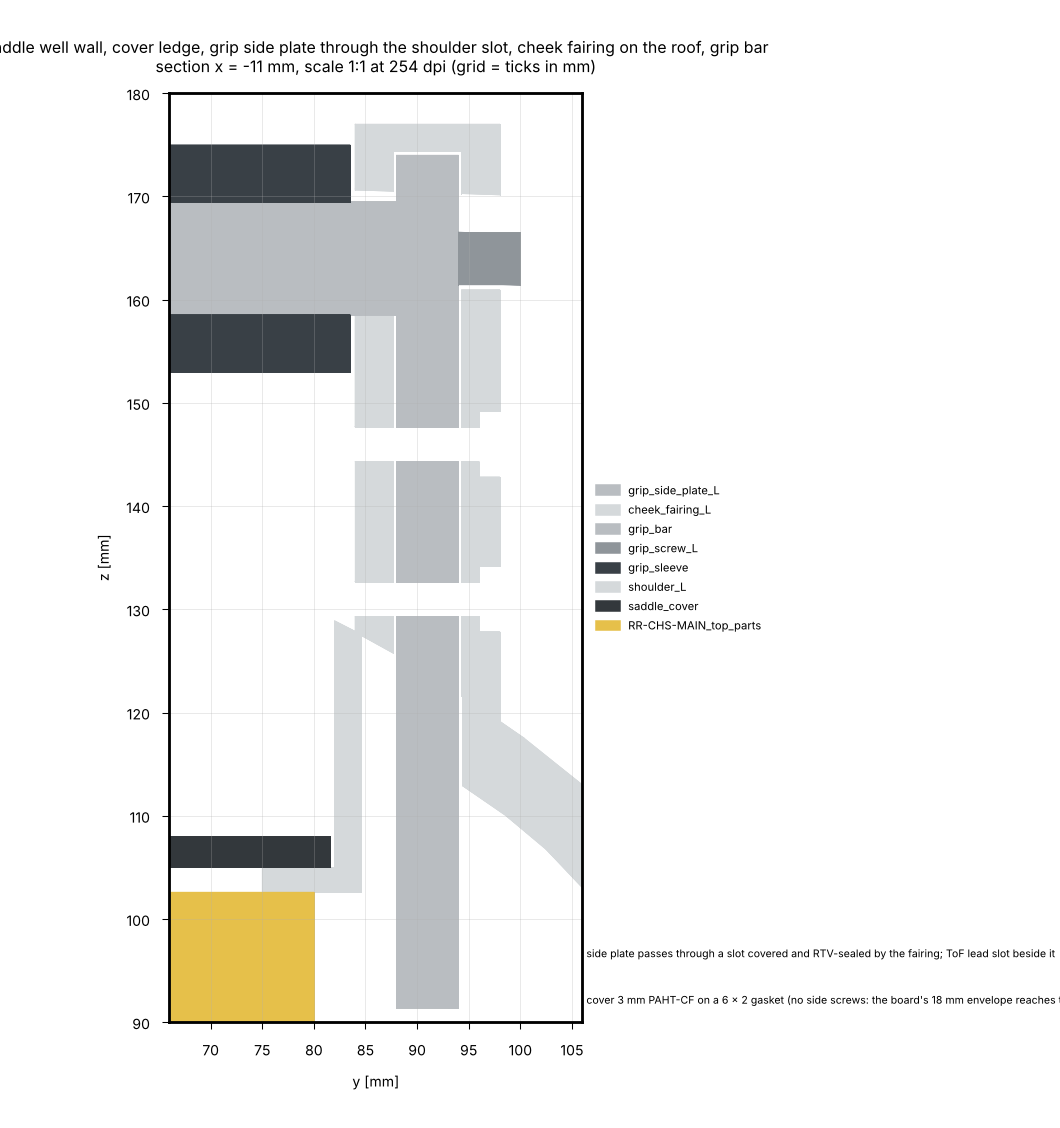 well wall, cover ledge, grip side plate through the shoulder slot, cheek fairing on the roof, grip bar
section x = -11 mm, scale 1:1 at 254 dpi (grid = ticks in mm)
180
170
160
150
140
130
120
110
100
90
z [mm]
70 75 80 85 90 95 100 105
y [mm]
grip_side_plate_L
cheek_fairing_L
grip_bar
grip_screw_L
grip_sleeve
shoulder_L
saddle_cover
RR-CHS-MAIN_top_parts
side plate passes through a slot covered and RTV-sealed by the fairing; ToF lead slot beside it
cover 3 mm PAHT-CF on a 6 × 2 gasket (no side screws: the board's 18 mm envelope reaches